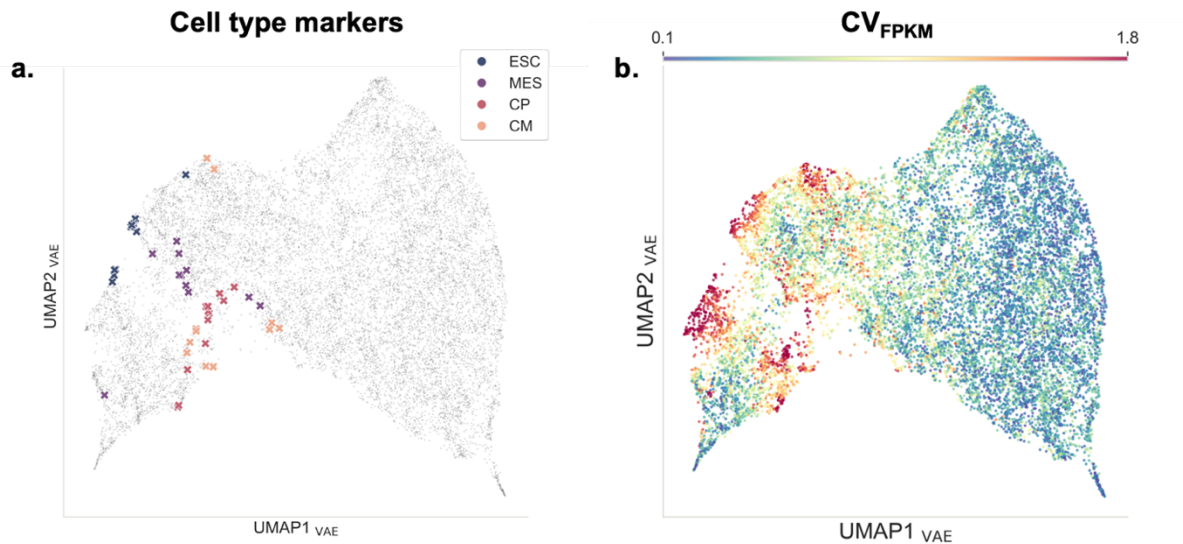 Cell type markers
a.
ESC
MES
CP
CM
UMAP2 VAE
UMAP1 VAE
CVFPKM
0.1 1.8
b.
UMAP2 VAE
UMAP1 VAE